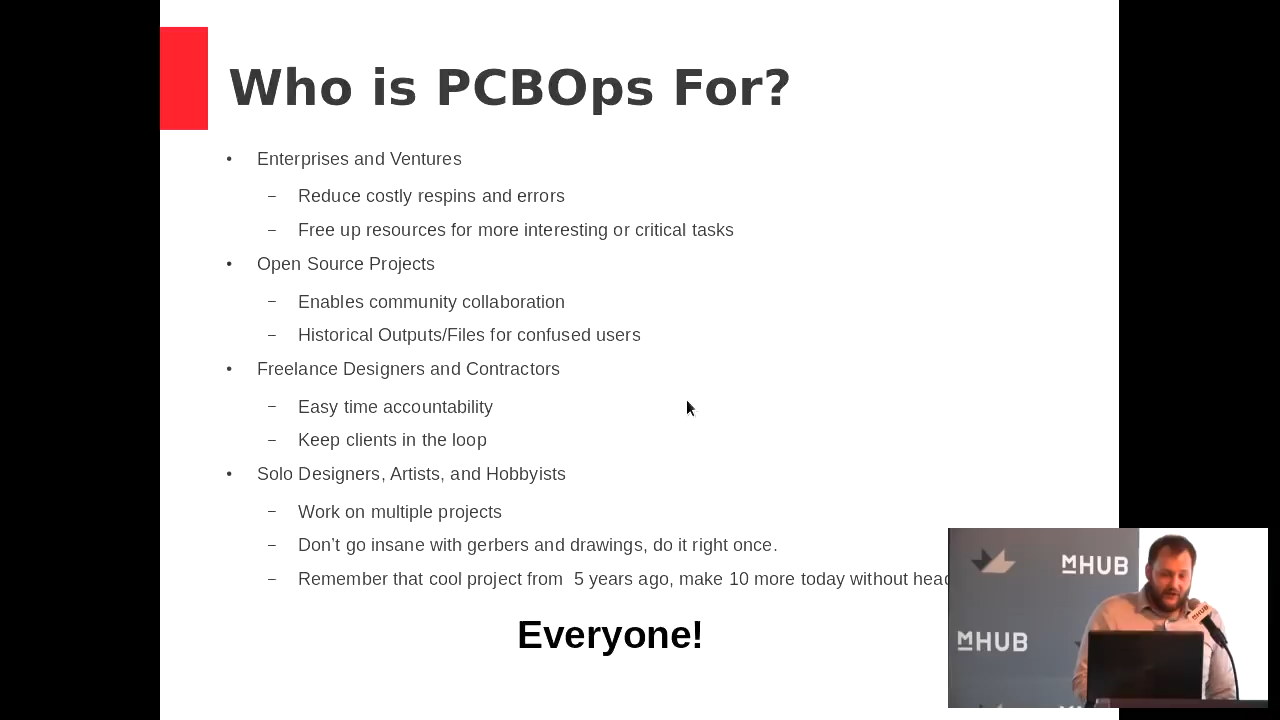 Who is PCBOps For?
• Enterprises and Ventures
– Reduce costly respins and errors
– Free up resources for more interesting or critical tasks
• Open Source Projects
– Enables community collaboration
– Historical Outputs/Files for confused users
• Freelance Designers and Contractors
– Easy time accountability
– Keep clients in the loop
• Solo Designers, Artists, and Hobbyists
– Work on multiple projects
– Don’t go insane with gerbers and drawings, do it right once.
– Remember that cool project from 5 years ago, make 10 more today without
Everyone!
MHUB
MHUB
MHUB